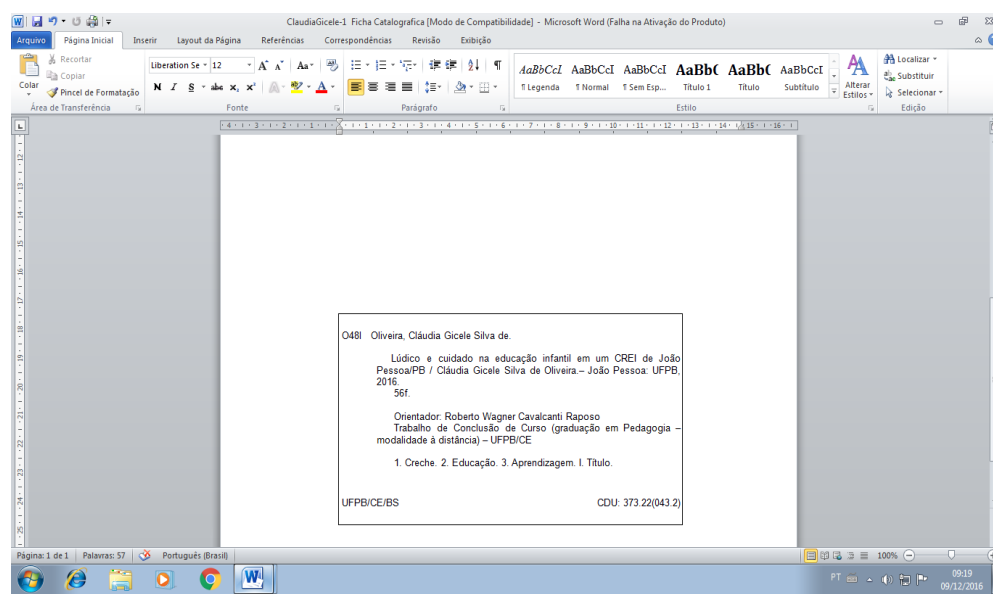 ClaudiaGicele-1 Ficha Catalografica [Modo de Compatibilidade] - Microsoft Word (Falha na Ativação do Produto)
Arquivo Página Inicial Inserir Layout da Página Referências Correspondências Revisão Exibição
Colar
Recortar
Copiar
Pincel de Formatação
Área de Transferência
Liberation Se 12
N I S abc x, x²
Fonte
Parágrafo
AaBbCcI AaBbCcI AaBbCcI AaBb( AaBb( AaBbCcI
¶ Legenda ¶ Normal ¶ Sem Esp... Título 1 Título Subtítulo
Alterar Estilos
Estilo
Localizar
Substituir
Selecionar
Edição
O48l Oliveira, Cláudia Gicele Silva de.
Lúdico e cuidado na educação infantil em um CREI de João
Pessoa/PB / Cláudia Gicele Silva de Oliveira.– João Pessoa: UFPB,
2016.
56f.
Orientador: Roberto Wagner Cavalcanti Raposo
Trabalho de Conclusão de Curso (graduação em Pedagogia –
modalidade à distância) – UFPB/CE
1. Creche. 2. Educação. 3. Aprendizagem. I. Título.
UFPB/CE/BS CDU: 373.22(043.2)
Página: 1 de 1 Palavras: 57 Português (Brasil) 100%
PT 09:19
09/12/2016